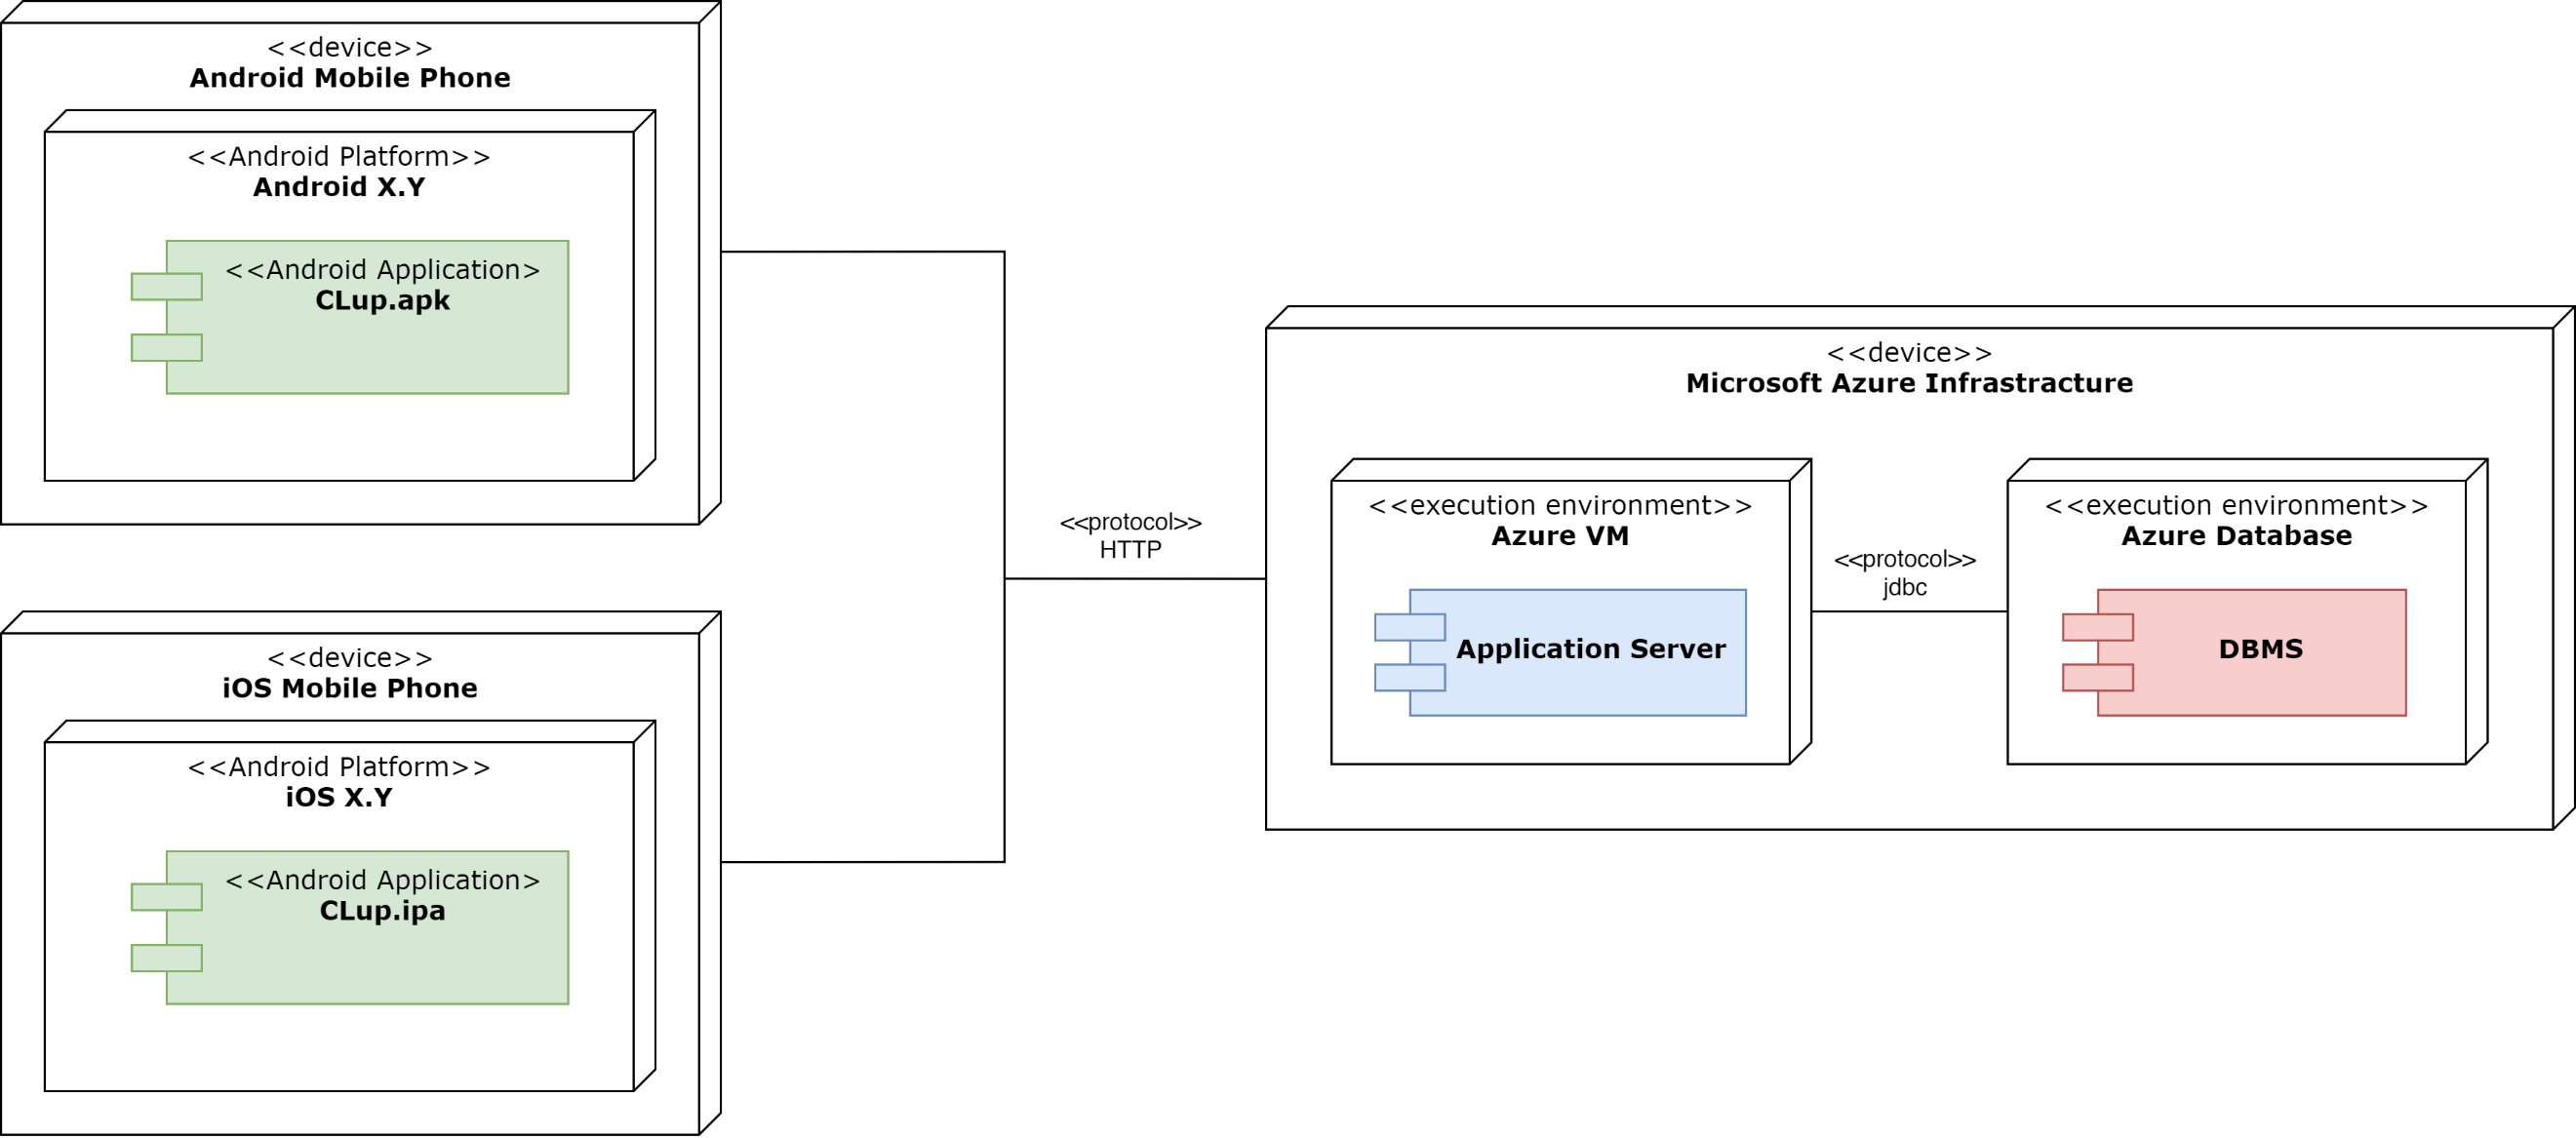 <<device>>
Android Mobile Phone
<<Android Platform>>
Android X.Y
<<Android Application>
CLup.apk
<<device>>
iOS Mobile Phone
<<Android Platform>>
iOS X.Y
<<Android Application>
CLup.ipa
<<protocol>>
HTTP
<<device>>
Microsoft Azure Infrastracture
<<execution environment>>
Azure VM
Application Server
<<protocol>>
jdbc
<<execution environment>>
Azure Database
DBMS